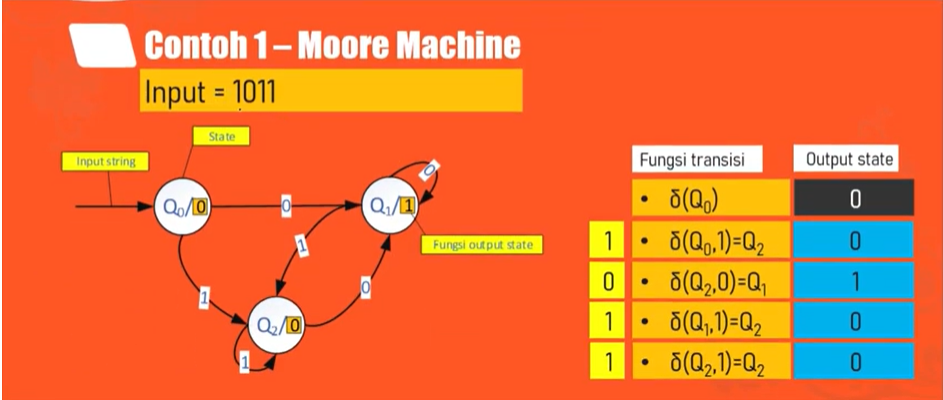 Contoh 1 – Moore Machine
Input = 1011
State
Input string
Q₀/0
0
Q₁/1
0
1
Fungsi output state
1
0
Q₂/0
1
Fungsi transisi Output state
• δ(Q₀) 0
1 • δ(Q₀,1)=Q₂ 0
0 • δ(Q₂,0)=Q₁ 1
1 • δ(Q₁,1)=Q₂ 0
1 • δ(Q₂,1)=Q₂ 0